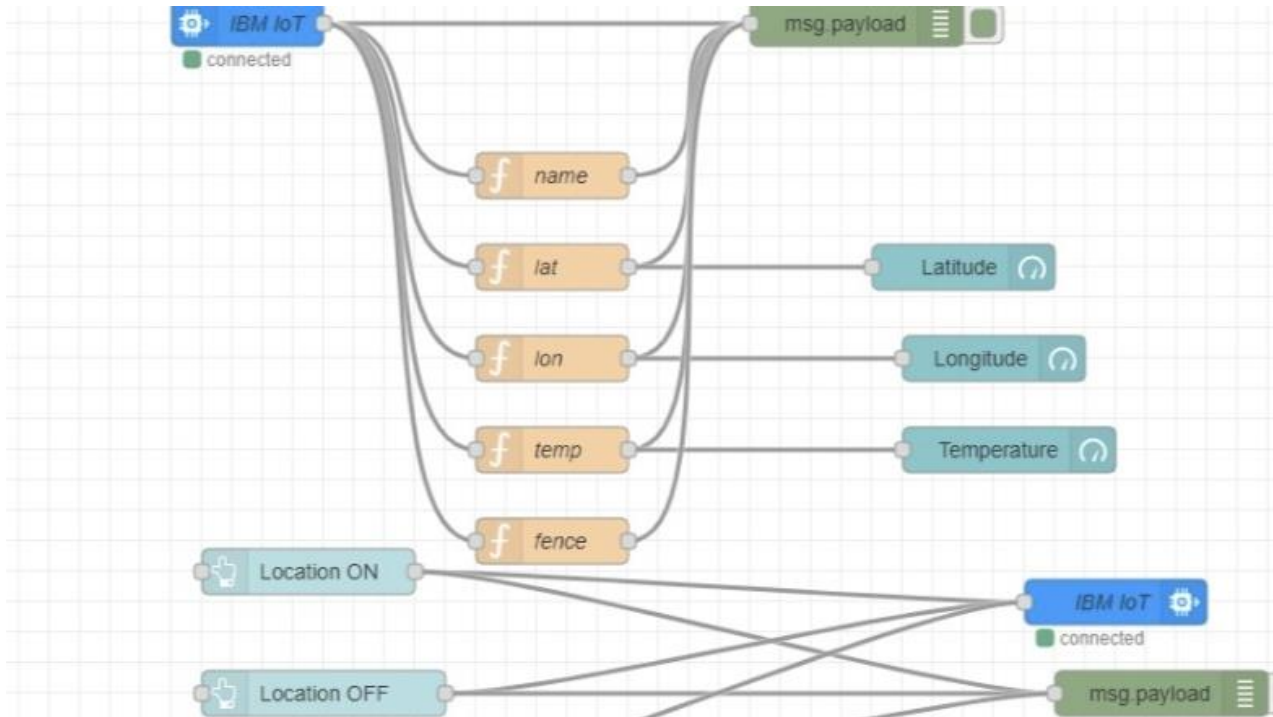 IBM IoT
msg.payload
connected
name
lat
Latitude
lon
Longitude
temp
Temperature
fence
Location ON
IBM IoT
connected
Location OFF
msg.payload